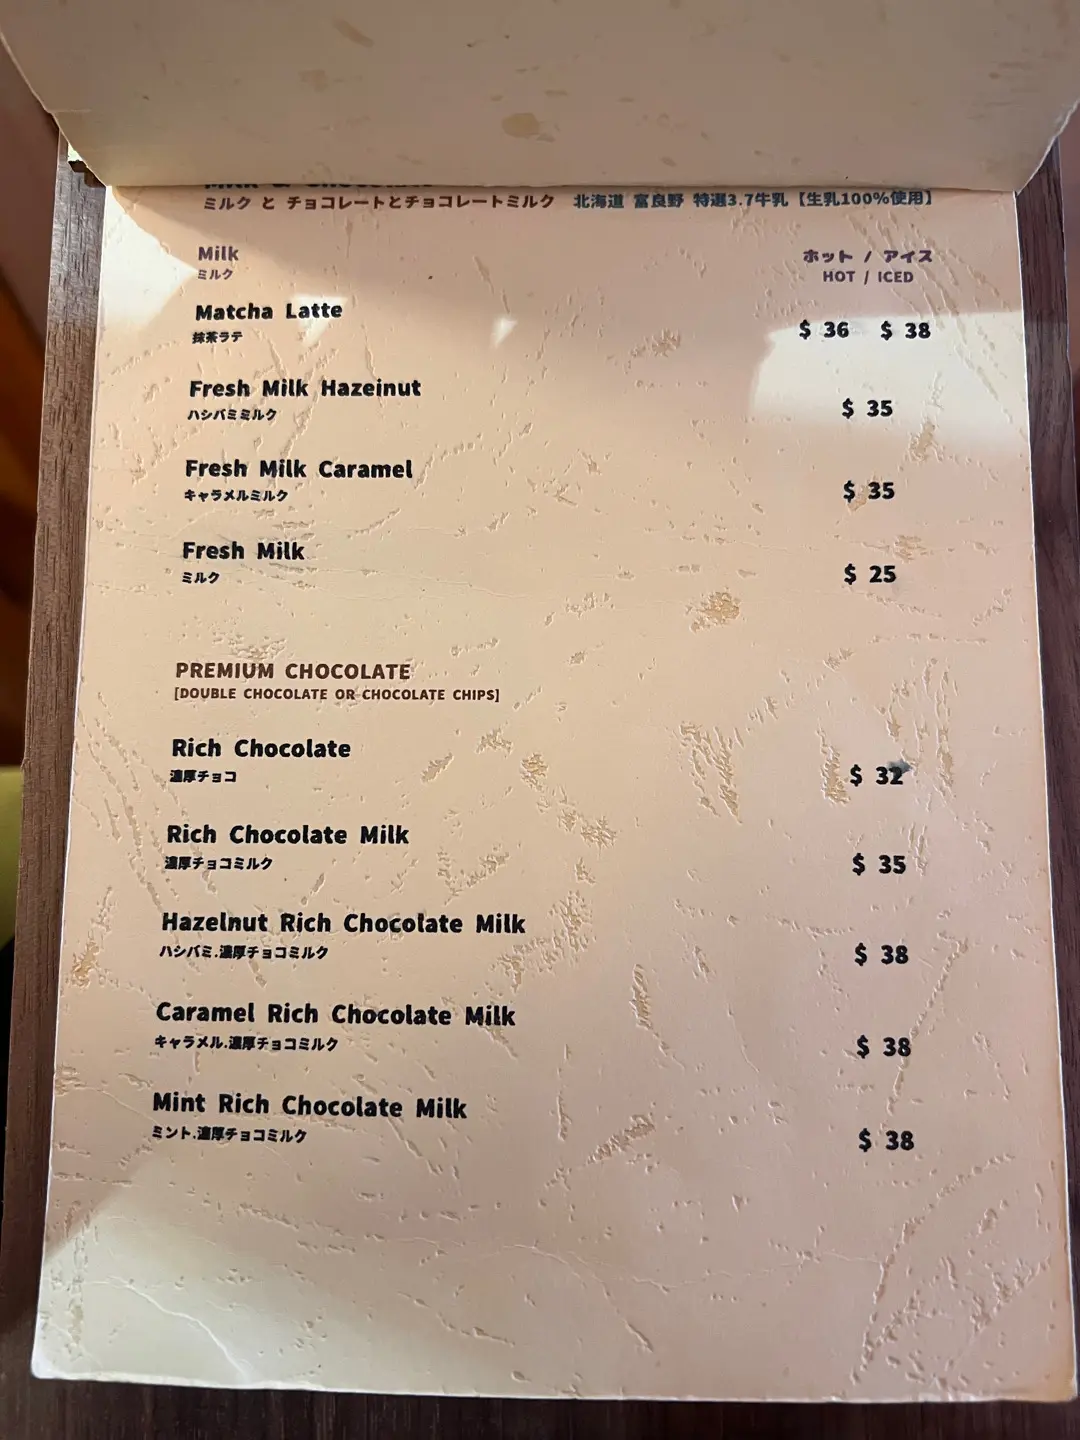 Milk & Chocolate
ミルク と チョコレートとチョコレートミルク 北海道 富良野 特選3.7牛乳【生乳100%使用】
Milk ホット / アイス
ミルク HOT / ICED
Matcha Latte
抹茶ラテ $ 36 $ 38
Fresh Milk Hazeinut
ハシバミミルク $ 35
Fresh Milk Caramel
キャラメルミルク $ 35
Fresh Milk
ミルク $ 25
PREMIUM CHOCOLATE
[DOUBLE CHOCOLATE OR CHOCOLATE CHIPS]
Rich Chocolate
濃厚チョコ $ 32
Rich Chocolate Milk
濃厚チョコミルク $ 35
Hazelnut Rich Chocolate Milk
ハシバミ.濃厚チョコミルク $ 38
Caramel Rich Chocolate Milk
キャラメル.濃厚チョコミルク $ 38
Mint Rich Chocolate Milk
ミント.濃厚チョコミルク $ 38